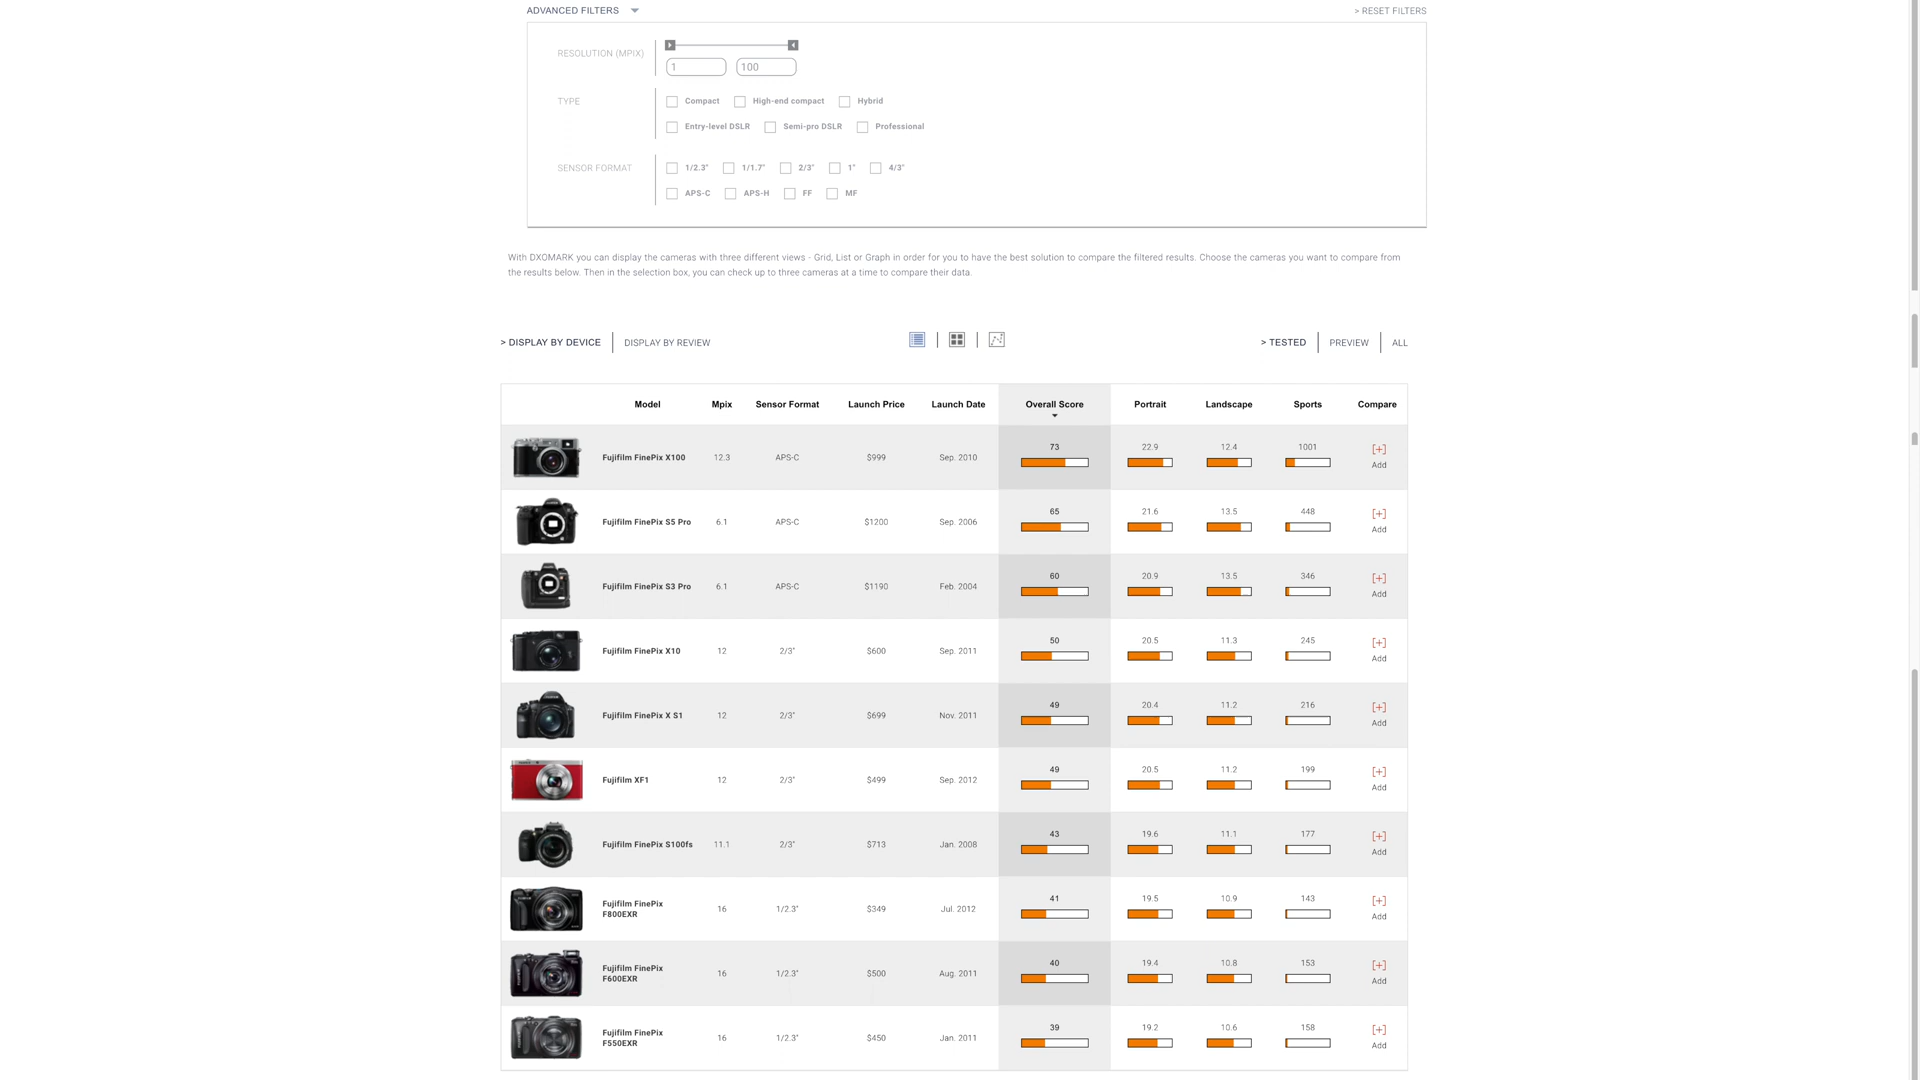 ADVANCED FILTERS
> RESET FILTERS
RESOLUTION (MPIX)
1 100
TYPE
Compact High-end compact Hybrid
Entry-level DSLR Semi-pro DSLR Professional
SENSOR FORMAT
1/2.3" 1/1.7" 2/3" 1" 4/3"
APS-C APS-H FF MF
With DXOMARK you can display the cameras with three different views - Grid, List or Graph in order for you to have the best solution to compare the filtered results. Choose the cameras you want to compare from
the results below. Then in the selection box, you can check up to three cameras at a time to compare their data.
> DISPLAY BY DEVICE DISPLAY BY REVIEW > TESTED PREVIEW ALL
Model Mpix Sensor Format Launch Price Launch Date Overall Score Portrait Landscape Sports Compare
Fujifilm FinePix X100 12.3 APS-C $999 Sep. 2010 73 22.9 12.4 1001 [+]
Add
Fujifilm FinePix S5 Pro 6.1 APS-C $1200 Sep. 2006 65 21.6 13.5 448 [+]
Add
Fujifilm FinePix S3 Pro 6.1 APS-C $1190 Feb. 2004 60 20.9 13.5 346 [+]
Add
Fujifilm FinePix X10 12 2/3" $600 Sep. 2011 50 20.5 11.3 245 [+]
Add
Fujifilm FinePix X S1 12 2/3" $699 Nov. 2011 49 20.4 11.2 216 [+]
Add
Fujifilm XF1 12 2/3" $499 Sep. 2012 49 20.5 11.2 199 [+]
Add
Fujifilm FinePix S100fs 11.1 2/3" $713 Jan. 2008 43 19.6 11.1 177 [+]
Add
Fujifilm FinePix
F800EXR 16 1/2.3" $349 Jul. 2012 41 19.5 10.9 143 [+]
Add
Fujifilm FinePix
F600EXR 16 1/2.3" $500 Aug. 2011 40 19.4 10.8 153 [+]
Add
Fujifilm FinePix
F550EXR 16 1/2.3" $450 Jan. 2011 39 19.2 10.6 158 [+]
Add